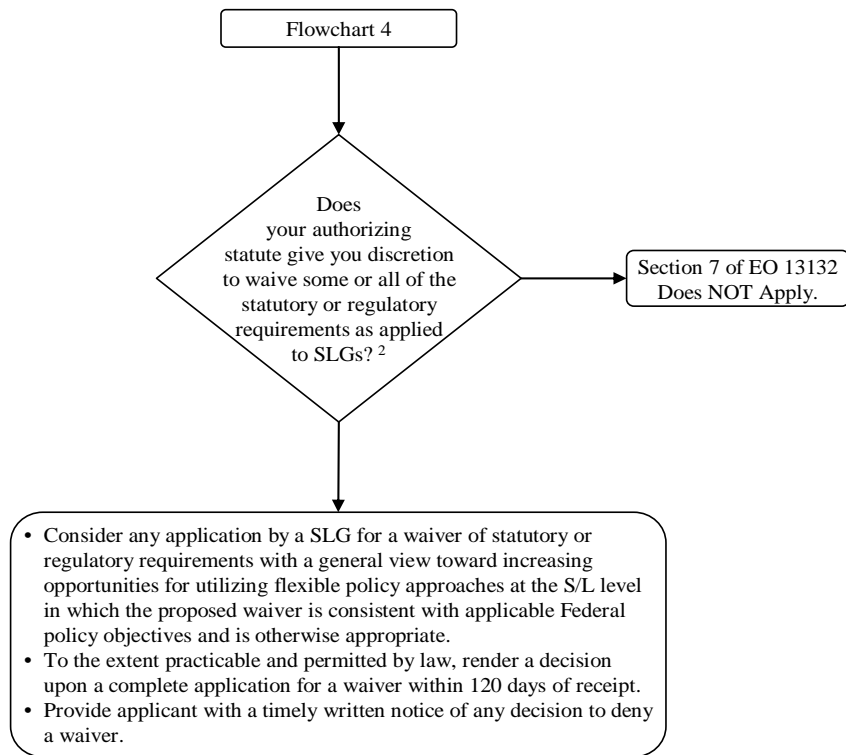 Flowchart 4
Does
your authorizing
statute give you discretion
to waive some or all of the
statutory or regulatory
requirements as applied
to SLGs? 2
Section 7 of EO 13132
Does NOT Apply.
• Consider any application by a SLG for a waiver of statutory or
regulatory requirements with a general view toward increasing
opportunities for utilizing flexible policy approaches at the S/L level
in which the proposed waiver is consistent with applicable Federal
policy objectives and is otherwise appropriate.
• To the extent practicable and permitted by law, render a decision
upon a complete application for a waiver within 120 days of receipt.
• Provide applicant with a timely written notice of any decision to deny
a waiver.